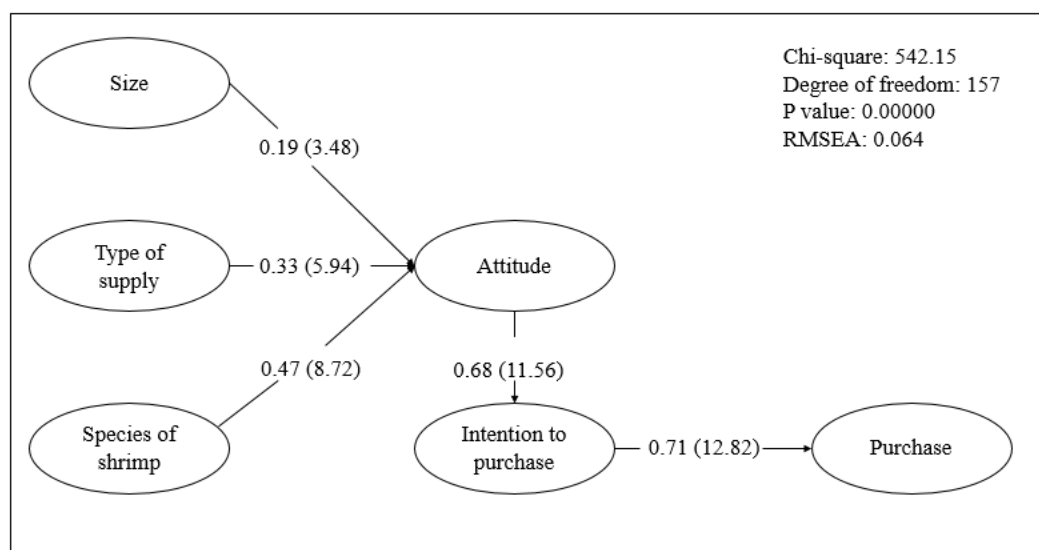 Size
Chi-square: 542.15
Degree of freedom: 157
P value: 0.00000
RMSEA: 0.064
0.19 (3.48)
Type of
supply
0.33 (5.94)
Attitude
0.47 (8.72)
0.68 (11.56)
Species of
shrimp
Intention to
purchase
0.71 (12.82)
Purchase